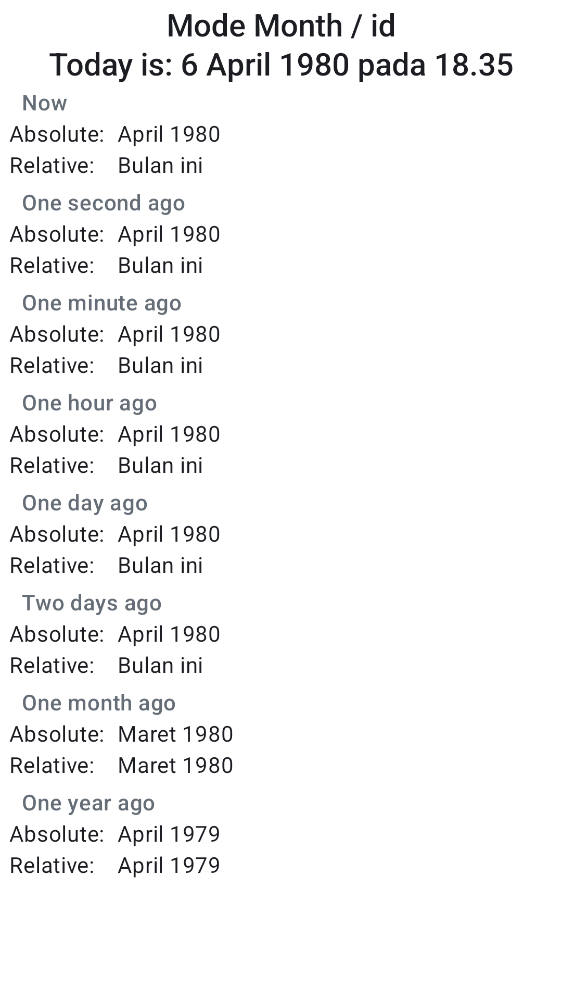 Mode Month / id
Today is: 6 April 1980 pada 18.35
Now
Absolute: April 1980
Relative: Bulan ini
One second ago
Absolute: April 1980
Relative: Bulan ini
One minute ago
Absolute: April 1980
Relative: Bulan ini
One hour ago
Absolute: April 1980
Relative: Bulan ini
One day ago
Absolute: April 1980
Relative: Bulan ini
Two days ago
Absolute: April 1980
Relative: Bulan ini
One month ago
Absolute: Maret 1980
Relative: Maret 1980
One year ago
Absolute: April 1979
Relative: April 1979